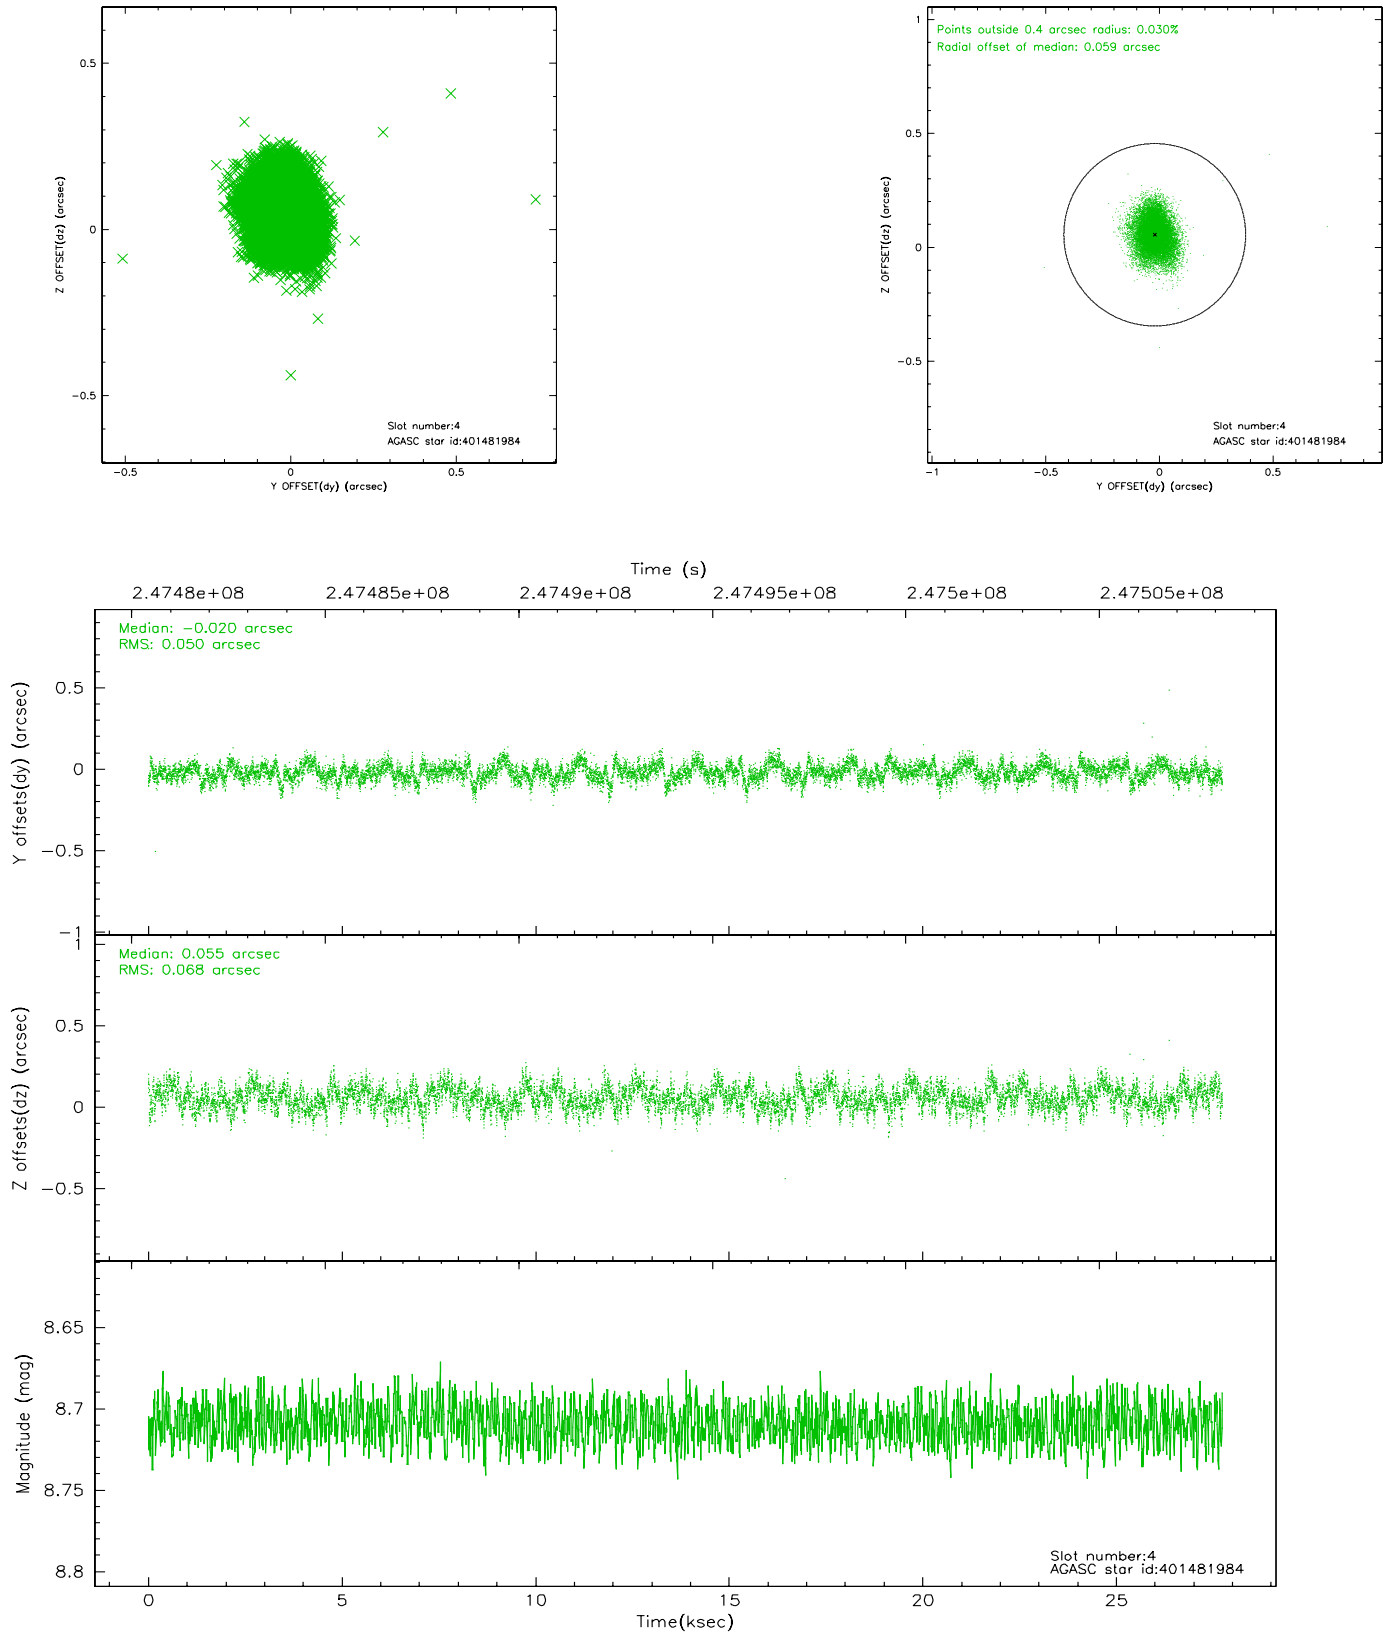 0.5
0
−0.5
Z OFFSET(dz) (arcsec)
Slot number:4
AGASC star id:401481984
−0.5 0 0.5
Y OFFSET(dy) (arcsec)
Points outside 0.4 arcsec radius: 0.030%
Radial offset of median: 0.059 arcsec
1
0.5
0
−0.5
Z OFFSET(dz) (arcsec)
Slot number:4
AGASC star id:401481984
−1 −0.5 0 0.5
Y OFFSET(dy) (arcsec)
Time (s)
2.4748e+08 2.47485e+08 2.4749e+08 2.47495e+08 2.475e+08 2.47505e+08
Median: −0.020 arcsec
RMS: 0.050 arcsec
0.5
0
−0.5
−1
Y offsets(dy) (arcsec)
Median: 0.055 arcsec
RMS: 0.068 arcsec
1
0.5
0
−0.5
Z offsets(dz) (arcsec)
8.65
8.7
8.75
8.8
Magnitude (mag)
Slot number:4
AGASC star id:401481984
0 5 10 15 20 25
Time(ksec)